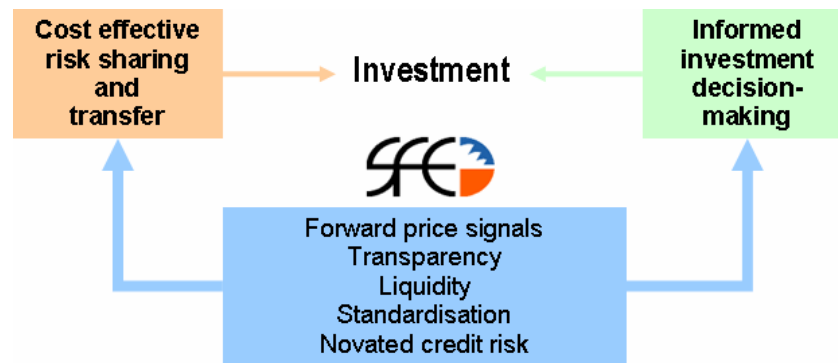 Cost effective
risk sharing
and
transfer
Investment
Informed
investment
decision-
making
SFE
Forward price signals
Transparency
Liquidity
Standardisation
Novated credit risk